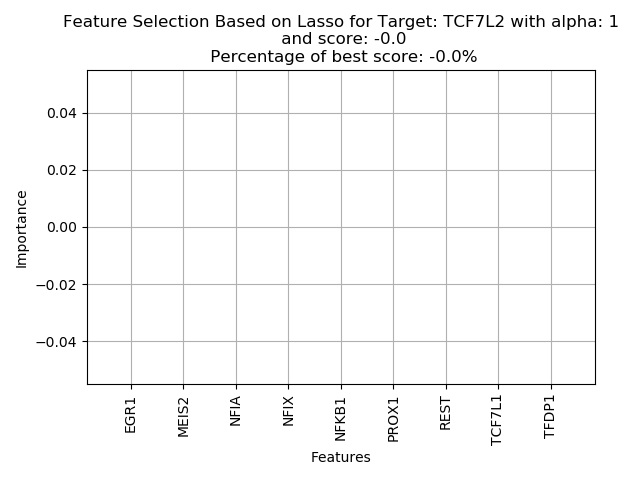 Feature Selection Based on Lasso for Target: TCF7L2 with alpha: 1
and score: -0.0
Percentage of best score: -0.0%
0.04
0.02
0.00
−0.02
−0.04
Importance
EGR1
MEIS2
NFIA
NFIX
NFKB1
PROX1
REST
TCF7L1
TFDP1
Features